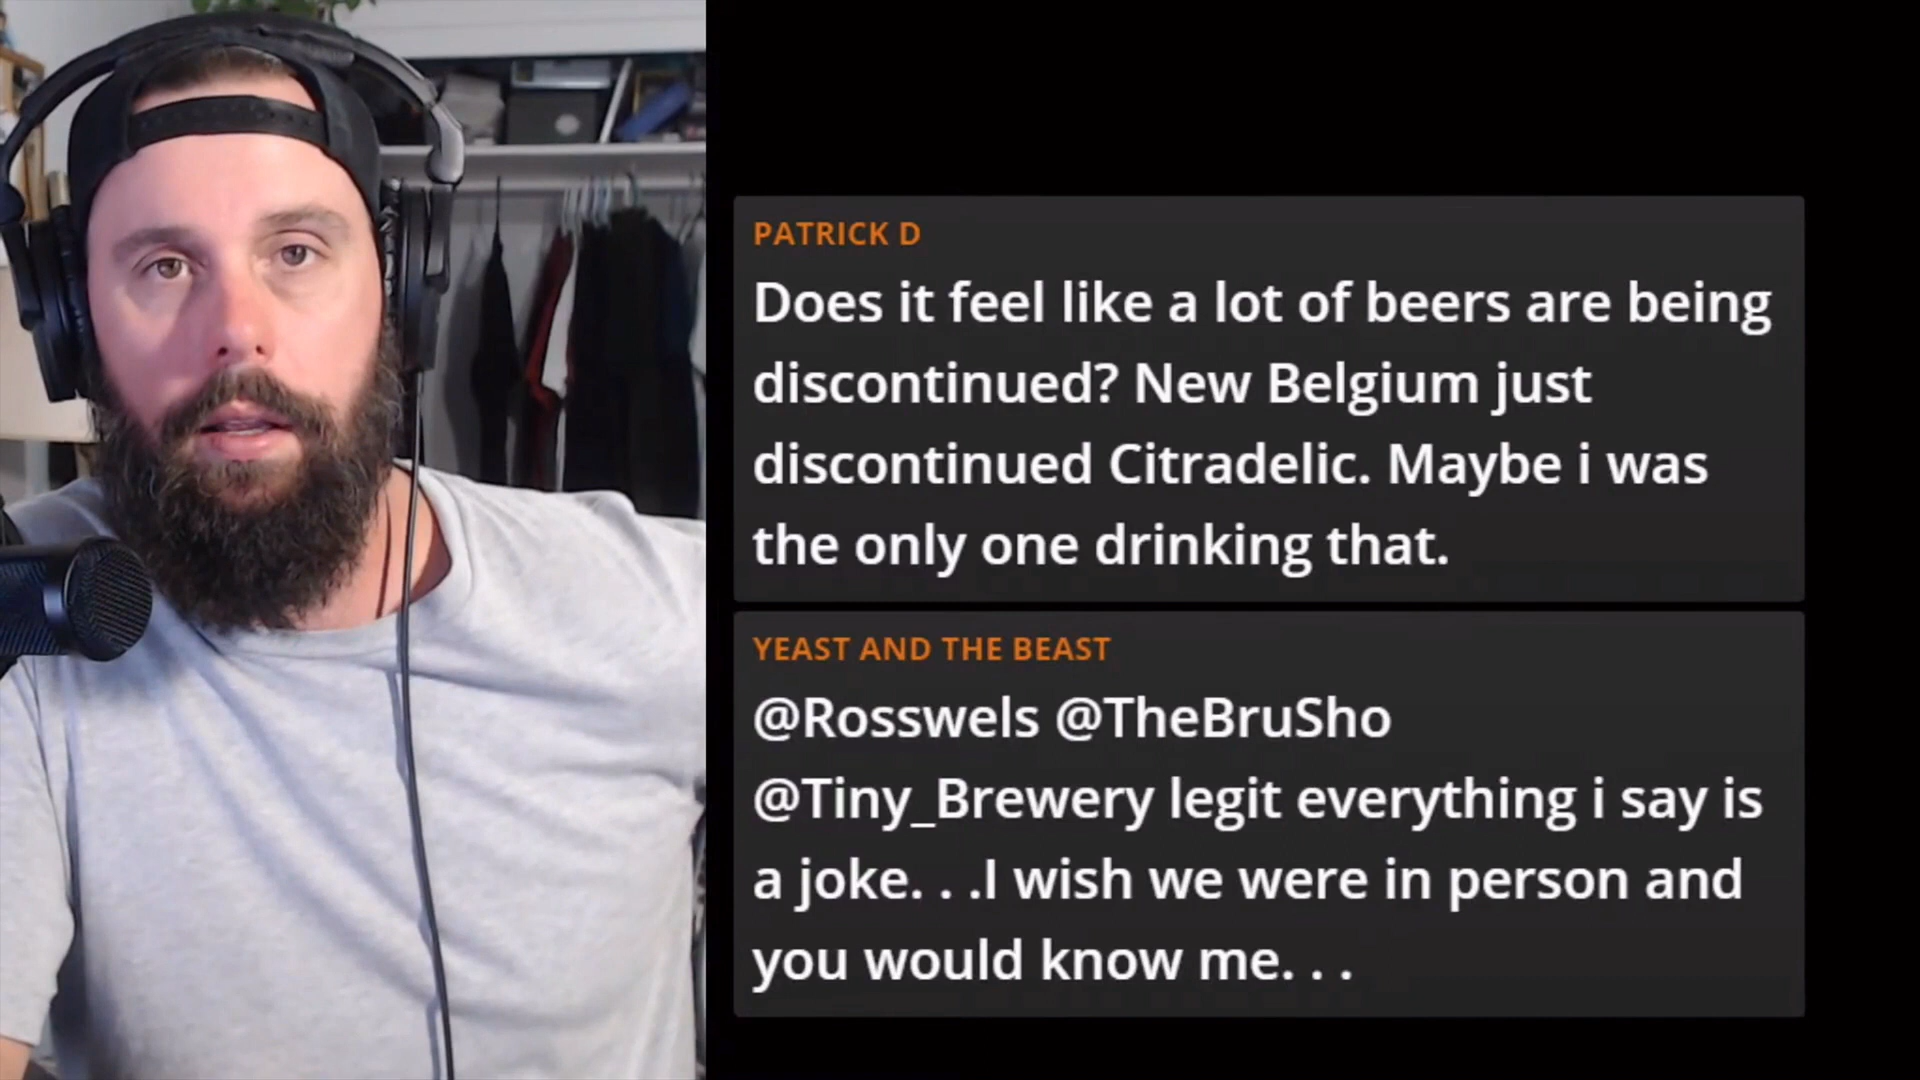 PATRICK D
Does it feel like a lot of beers are being
discontinued? New Belgium just
discontinued Citradelic. Maybe i was
the only one drinking that.
YEAST AND THE BEAST
@Rosswels @TheBruSho
@Tiny_Brewery legit everything i say is
a joke. . .I wish we were in person and
you would know me. . .